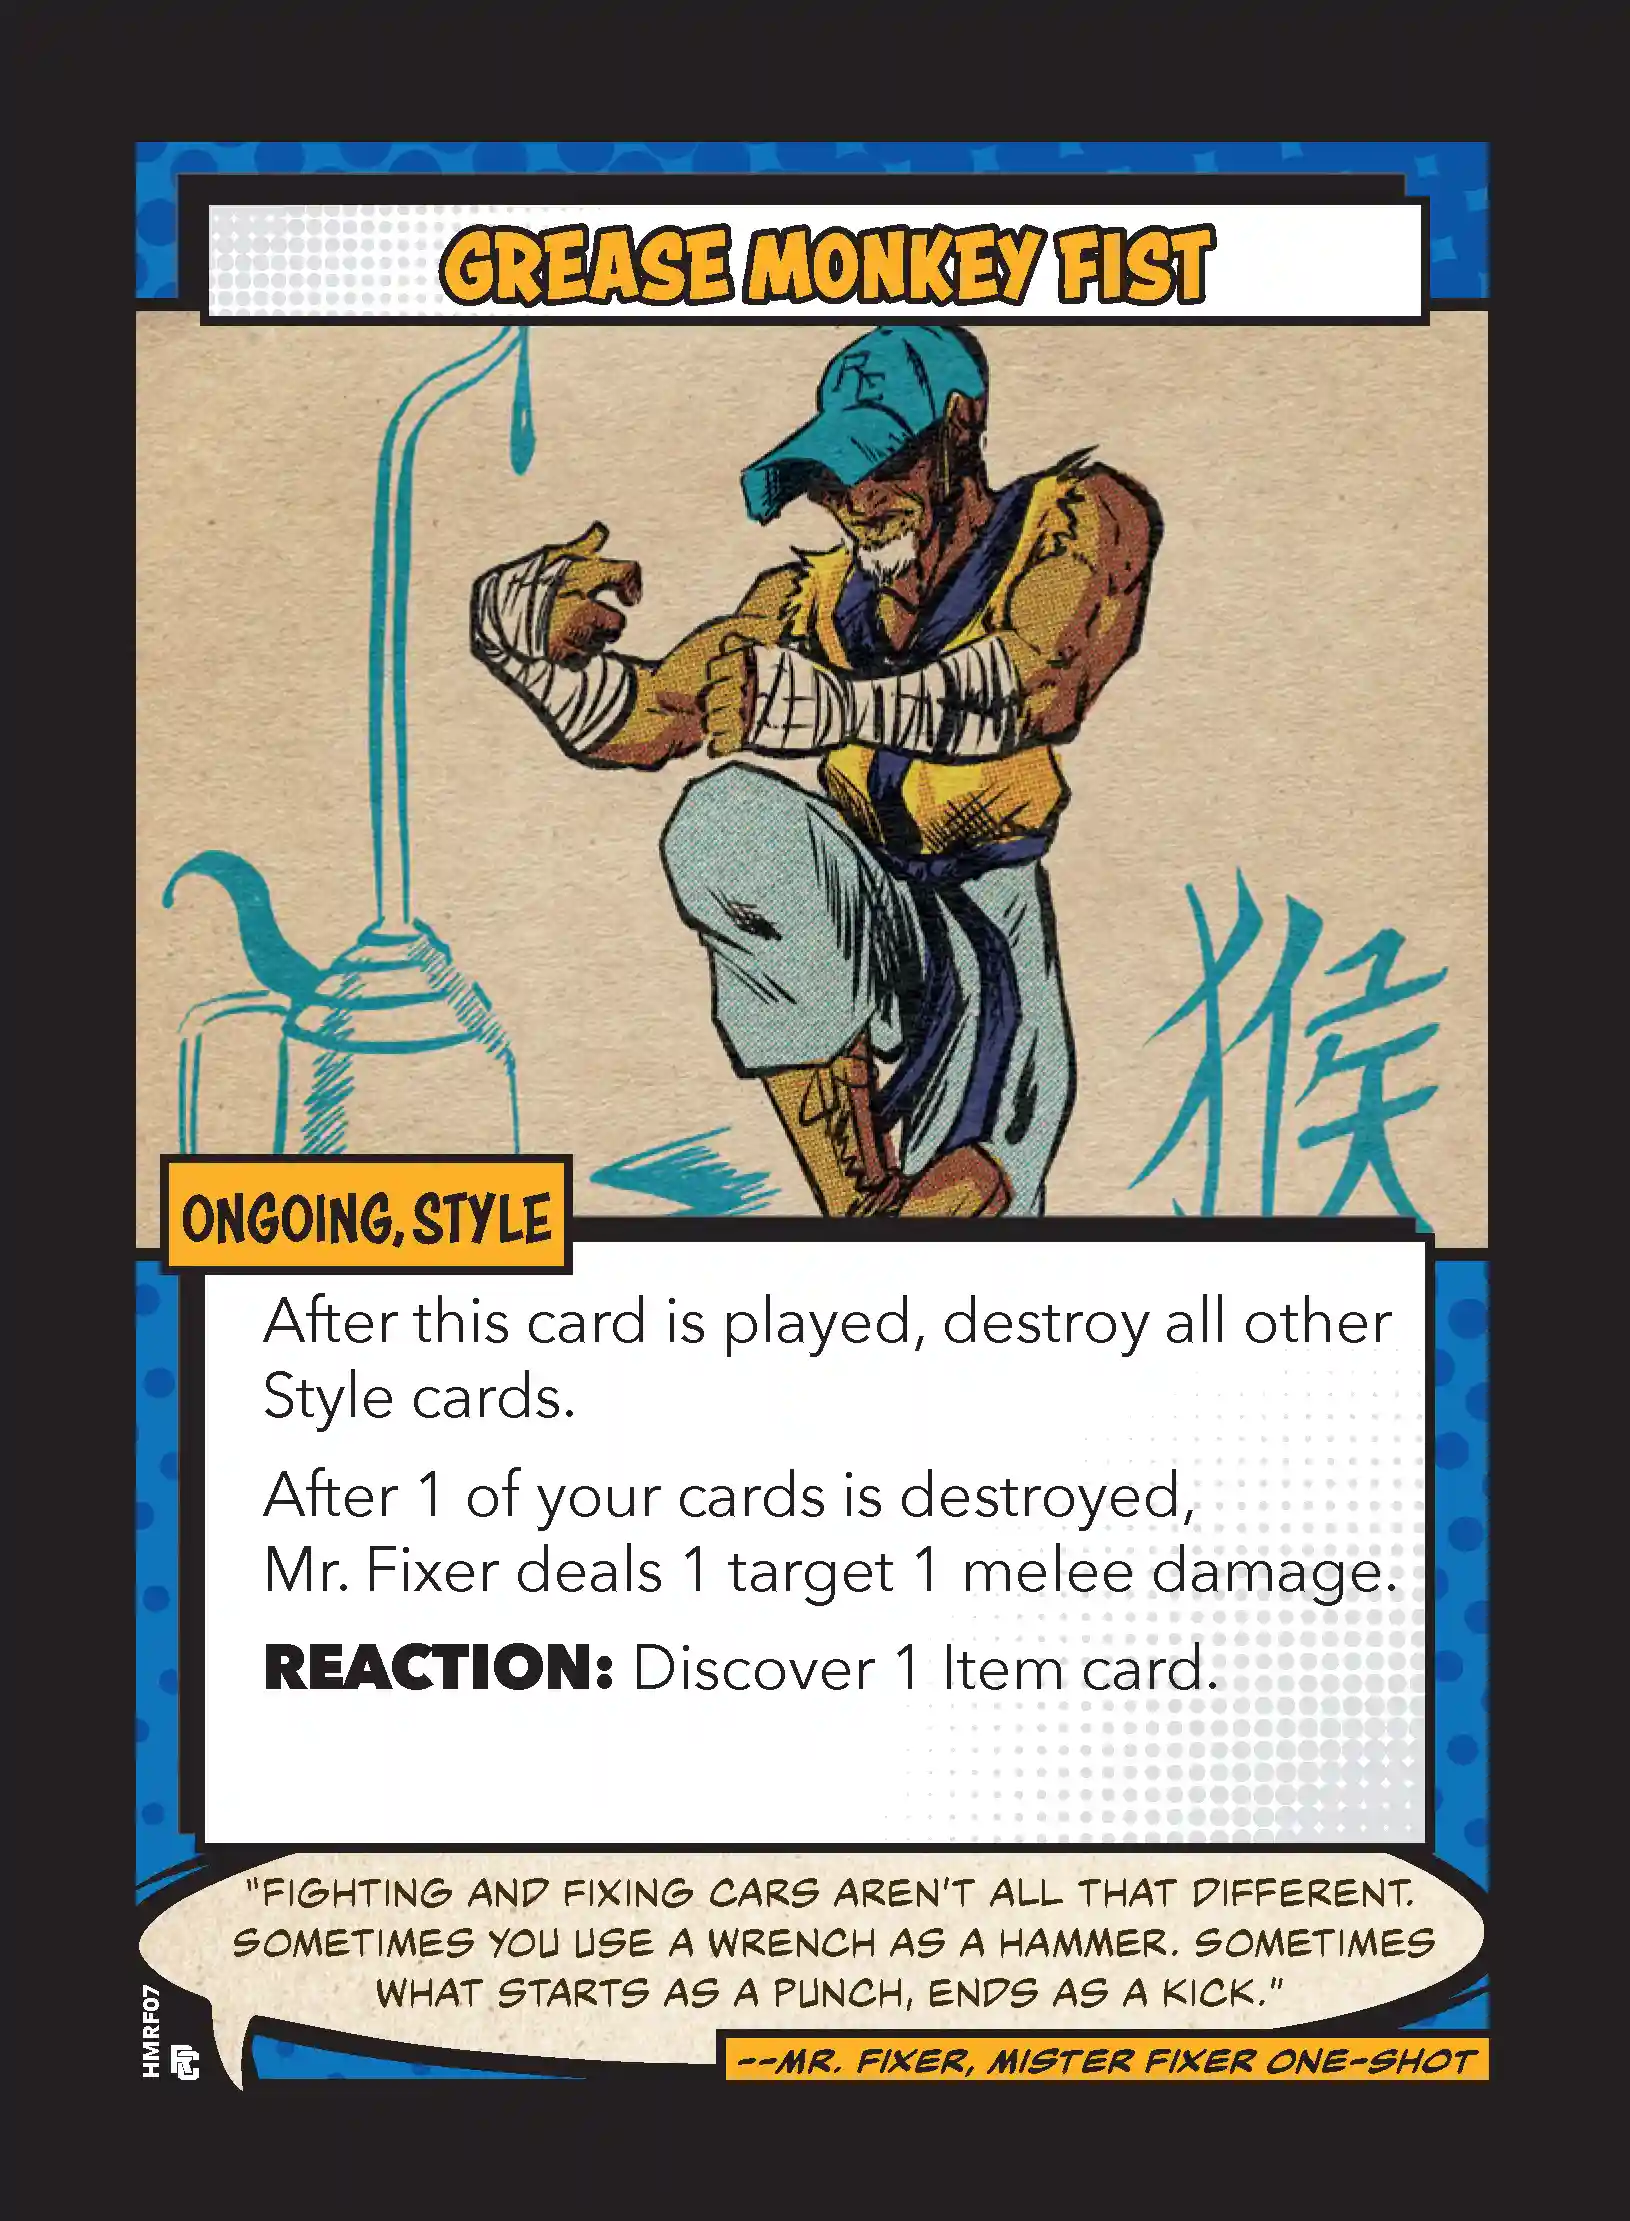 GREASE MONKEY FIST
RE
猴
ONGOING, STYLE
After this card is played, destroy all other
Style cards.
After 1 of your cards is destroyed,
Mr. Fixer deals 1 target 1 melee damage.
REACTION: Discover 1 Item card.
"FIGHTING AND FIXING CARS AREN'T ALL THAT DIFFERENT.
SOMETIMES YOU USE A WRENCH AS A HAMMER. SOMETIMES
WHAT STARTS AS A PUNCH, ENDS AS A KICK."
--MR. FIXER, MISTER FIXER ONE-SHOT
HMRF07